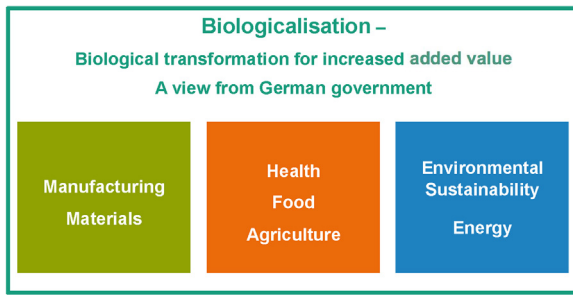 Biologicalisation –
Biological transformation for increased added value
A view from German government
Manufacturing
Materials
Health
Food
Agriculture
Environmental
Sustainability
Energy